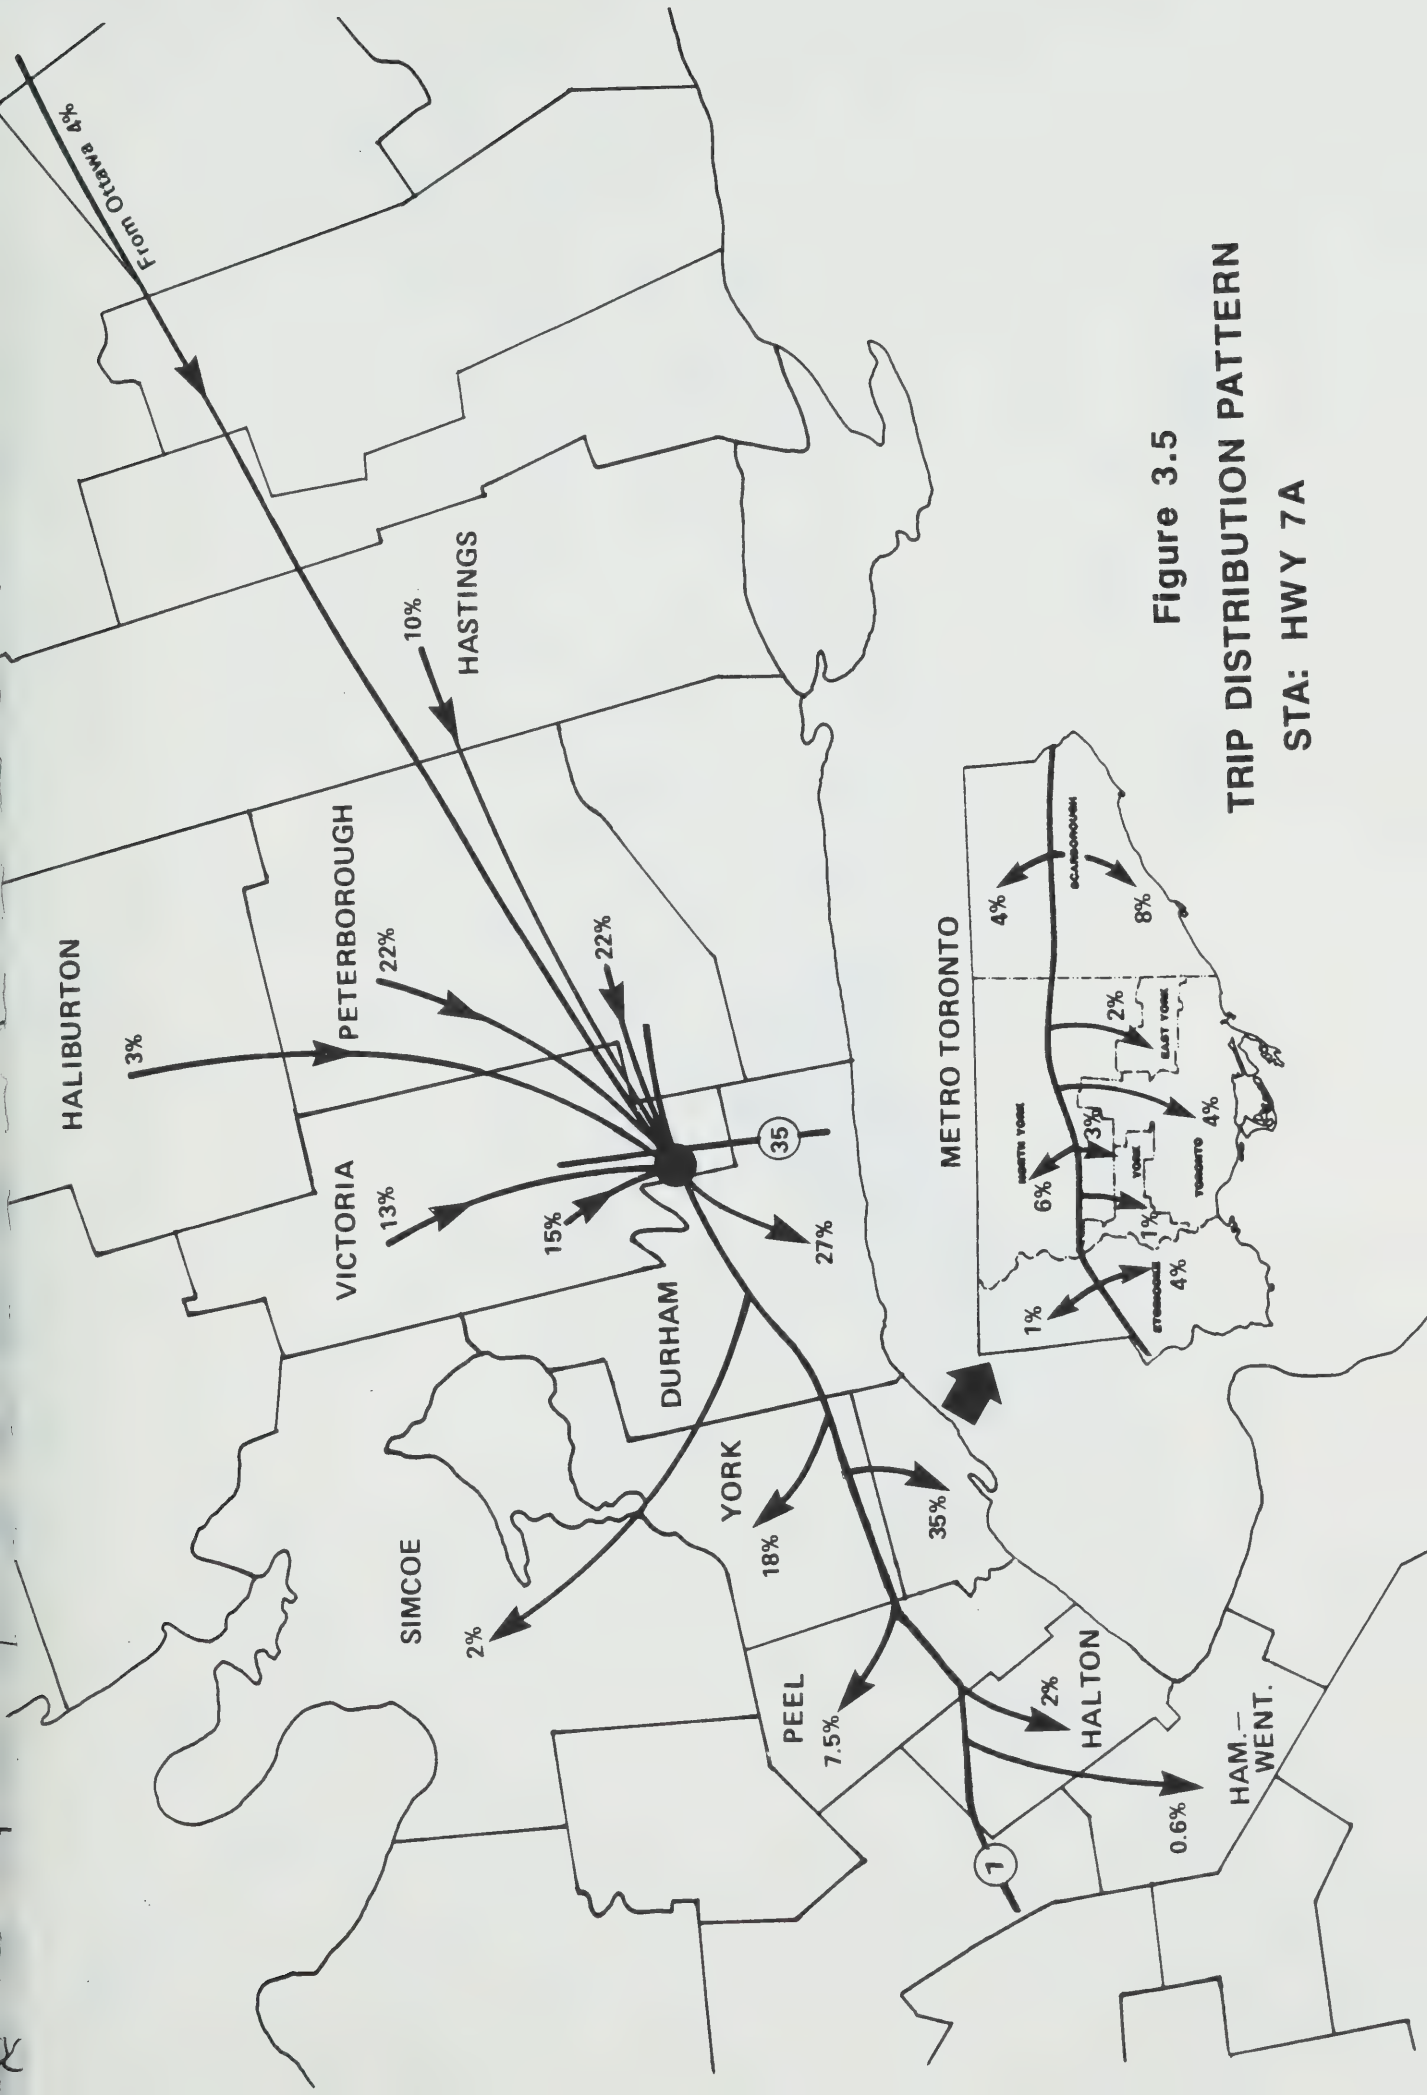 From Ottawa 4%
HALIBURTON
3%
PETERBOROUGH
22%
10%
HASTINGS
VICTORIA
13%
15%
22%
35
27%
DURHAM
SIMCOE
2%
YORK
18%
35%
PEEL
7.5%
2%
HALTON
7
0.6%
HAM.–
WENT.
METRO TORONTO
4%
SCARBOROUGH
8%
NORTH YORK
6%
3%
2%
EAST YORK
4%
YORK
TORONTO
1%
1%
ETOBICOKE
4%
Figure 3.5
TRIP DISTRIBUTION PATTERN
STA: HWY 7A